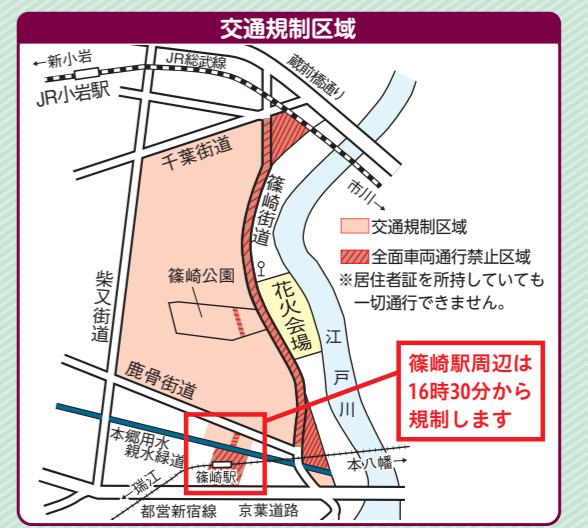 交通規制区域
←新小岩
JR総武線
蔵前橋通り
JR小岩駅
千葉街道
市川→
篠崎街道
交通規制区域
全面車両通行禁止区域
※居住者証を所持していても
一切通行できません。
篠崎公園
花火会場
柴又街道
江戸川
鹿骨街道
篠崎駅周辺は
16時30分から
規制します
本郷用水
親水緑道
篠崎駅
本八幡→
←瑞江
都営新宿線
京葉道路